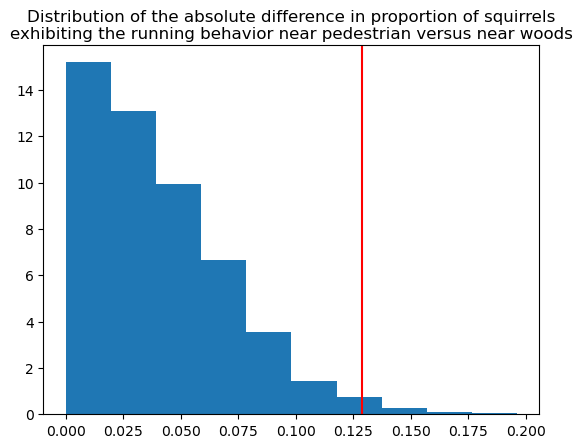 Distribution of the absolute difference in proportion of squirrels
exhibiting the running behavior near pedestrian versus near woods
14
12
10
8
6
4
2
0
0.000 0.025 0.050 0.075 0.100 0.125 0.150 0.175 0.200